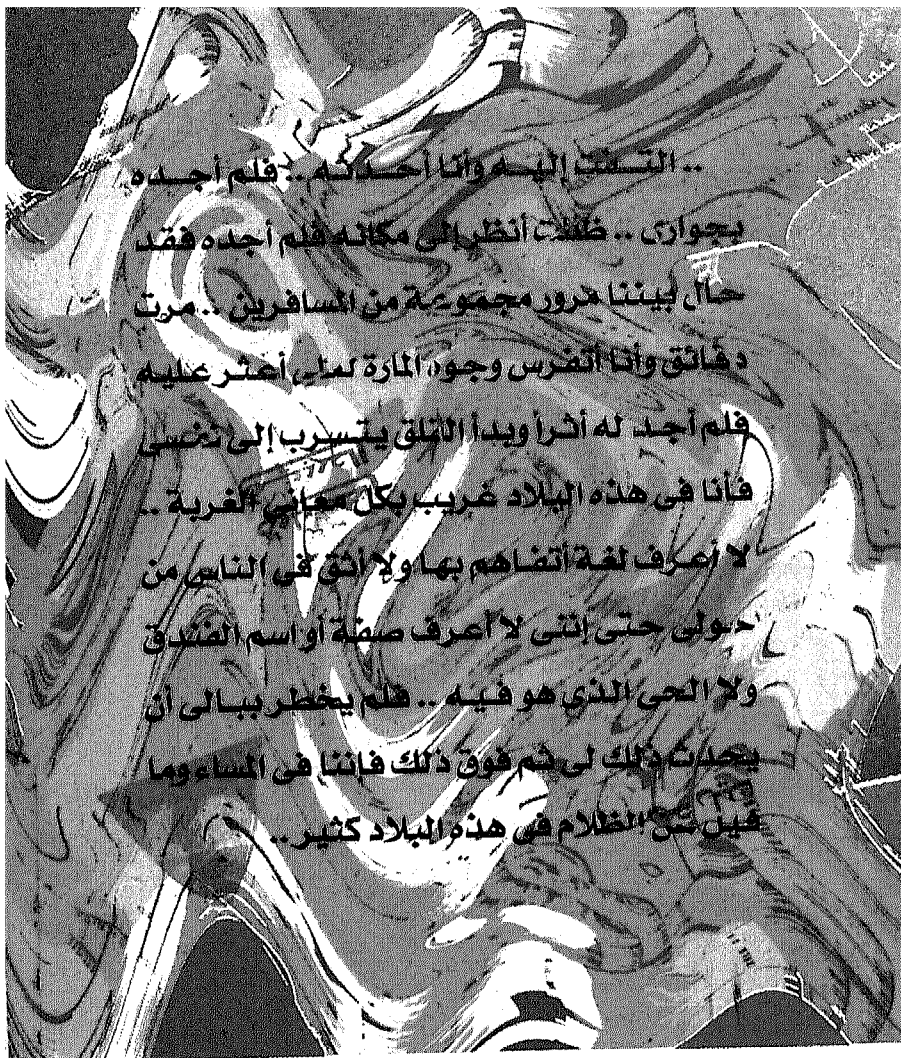 .. التفت إليه وأنا أحدثه .. فلم أجده
بجوارى .. ظللت أنظر إلى مكانه فلم أجده فقد
حال بيننا مرور مجموعة من المسافرين .. مرت
دقائق وأنا أتفرس وجوه المارة لعلى أعثر عليه
فلم أجد له أثراً وبدأ القلق يتسرب إلى نفسى
فأنا فى هذه البلاد غريب بكل معانى الغربة ..
لا أعرف لغة أتفاهم بها ولا أثق فى الناس من
حولى حتى إننى لا أعرف صفة أو اسم الفندق
ولا الحى الذي هو فيه .. فلم يخطر ببالى أن
يحدث ذلك لى ثم فوق ذلك فإننا فى المساء وما
قيل عن الظلام فى هذه البلاد كثير ..